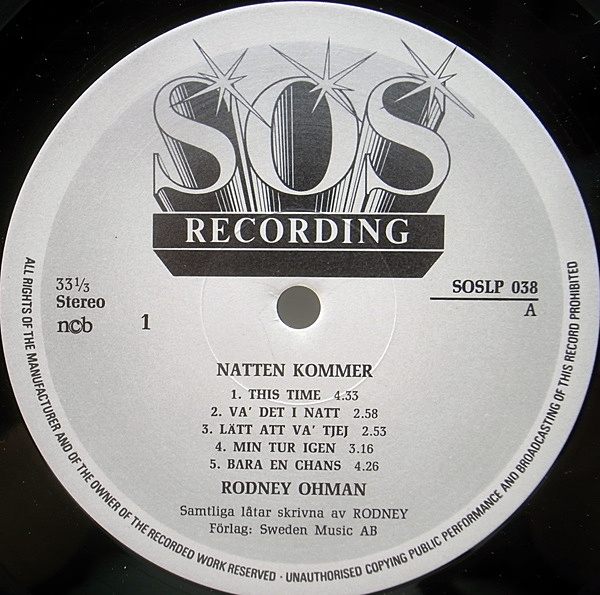 SOS
RECORDING
33 1/3
Stereo
ncb
1
SOSLP 038
A
NATTEN KOMMER
1. THIS TIME 4.33
2. VA' DET I NATT 2.58
3. LÄTT ATT VA' TJEJ 2.53
4. MIN TUR IGEN 3.16
5. BARA EN CHANS 4.26
RODNEY OHMAN
Samtliga låtar skrivna av RODNEY
Förlag: Sweden Music AB
ALL RIGHTS OF THE MANUFACTURER AND OF THE OWNER OF THE RECORDED WORK RESERVED · UNAUTHORISED COPYING PUBLIC PERFORMANCE AND BROADCASTING OF THIS RECORD PROHIBITED